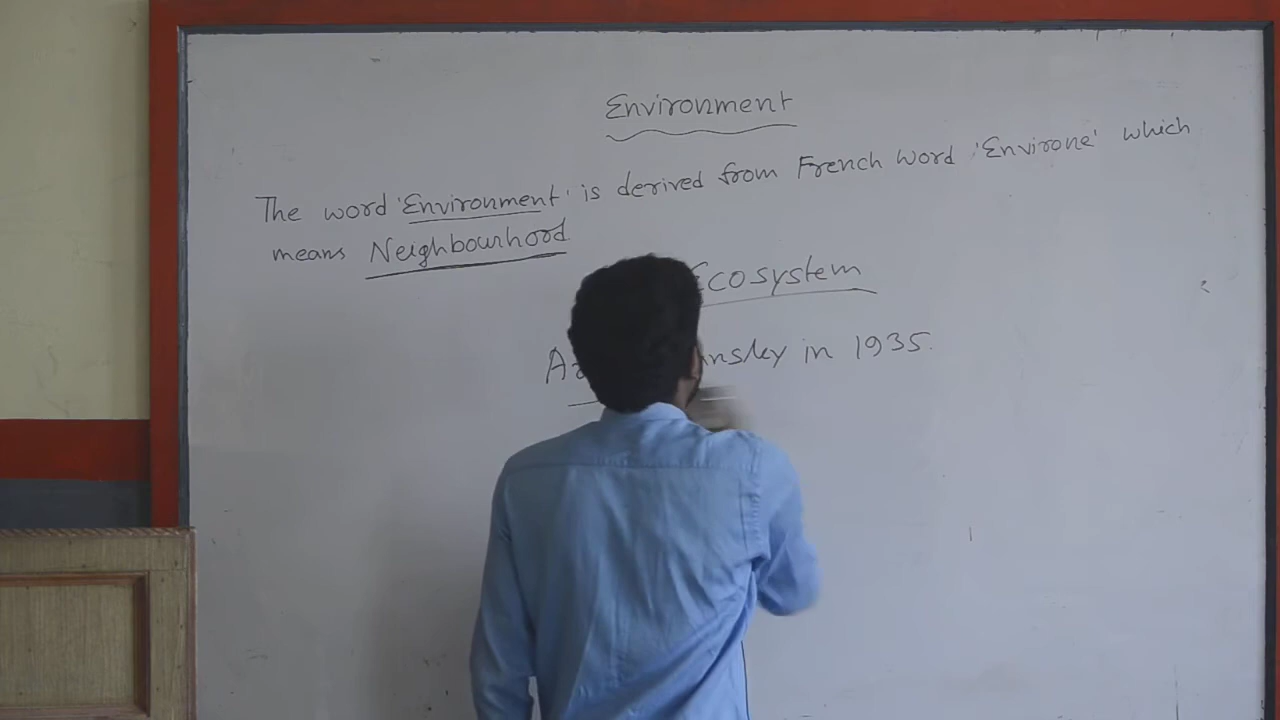 Environment
The word 'Environment' is derived from French word 'Environe' which
means Neighbourhood
Ecosystem
in 1935.